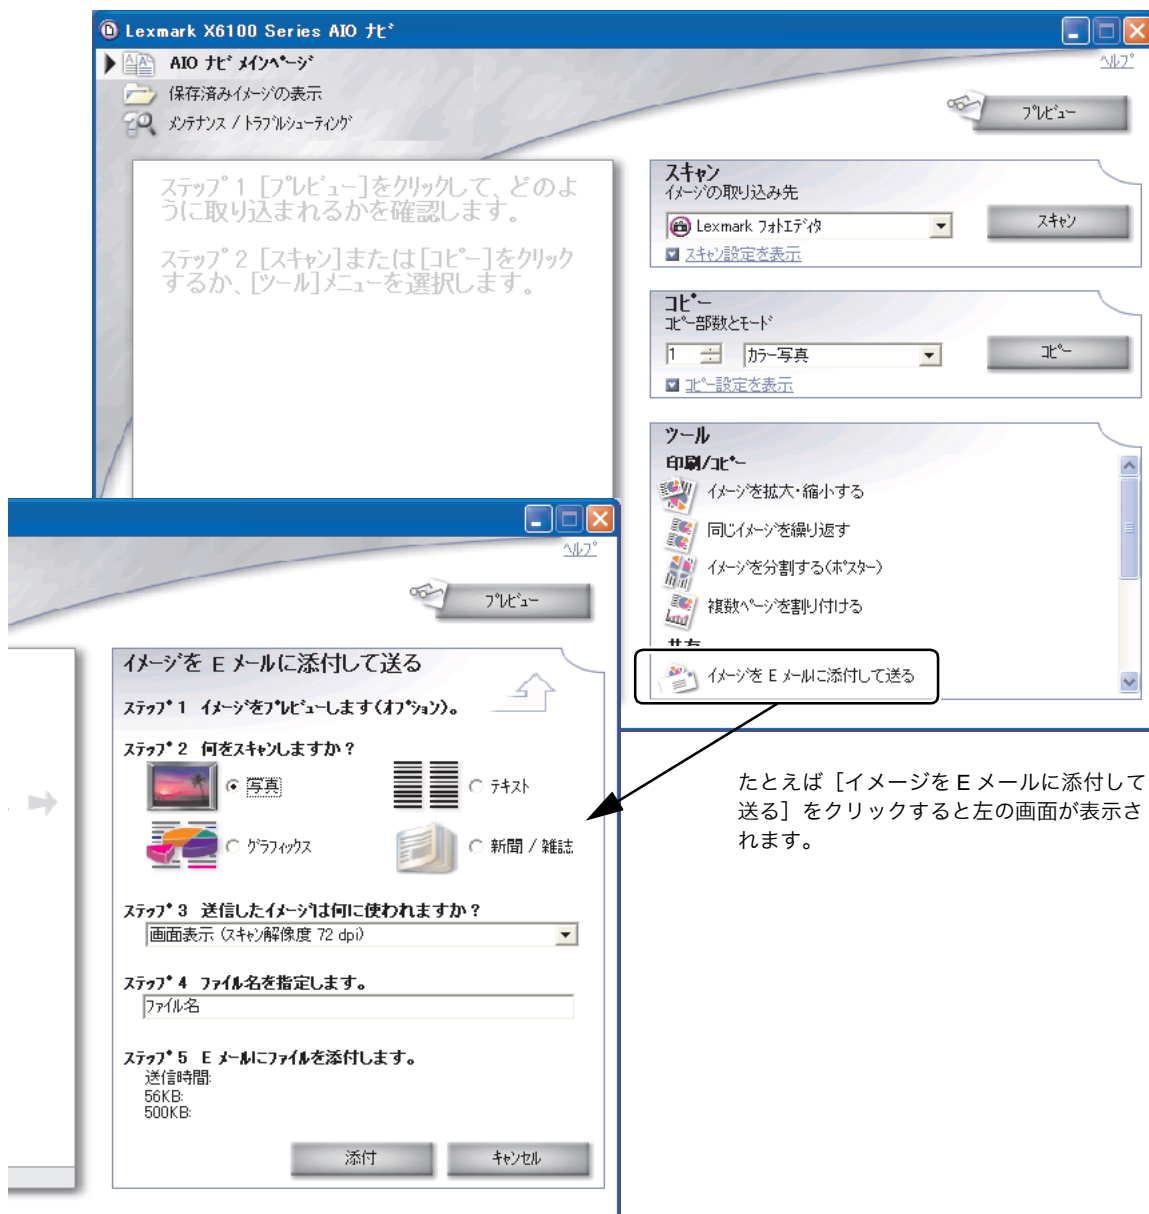 Lexmark X6100 Series AIO ナビ
AIO ナビ メインページ
ヘルプ
保存済みイメージの表示
メンテナンス / トラブルシューティング
プレビュー
ステップ 1 [プレビュー]をクリックして、どのよ
うに取り込まれるかを確認します。
ステップ 2 [スキャン]または[コピー]をクリック
するか、[ツール]メニューを選択します。
スキャン
イメージの取り込み先
Lexmark フォトエディタ
スキャン
スキャン設定を表示
コピー
コピー部数とモード
1
カラー写真
コピー
コピー設定を表示
ツール
印刷/コピー
イメージを拡大・縮小する
同じイメージを繰り返す
イメージを分割する(ポスター)
複数ページを割り付ける
共有
イメージを E メールに添付して送る
ヘルプ
プレビュー
イメージを E メールに添付して送る
ステップ 1 イメージをプレビューします(オプション)。
ステップ 2 何をスキャンしますか？
写真
テキスト
グラフィックス
新聞 / 雑誌
ステップ 3 送信したイメージは何に使われますか？
画面表示 (スキャン解像度 72 dpi)
ステップ 4 ファイル名を指定します。
ファイル名
ステップ 5 E メールにファイルを添付します。
送信時間:
56KB:
500KB:
添付
キャンセル
たとえば［イメージを E メールに添付して
送る］をクリックすると左の画面が表示さ
れます。